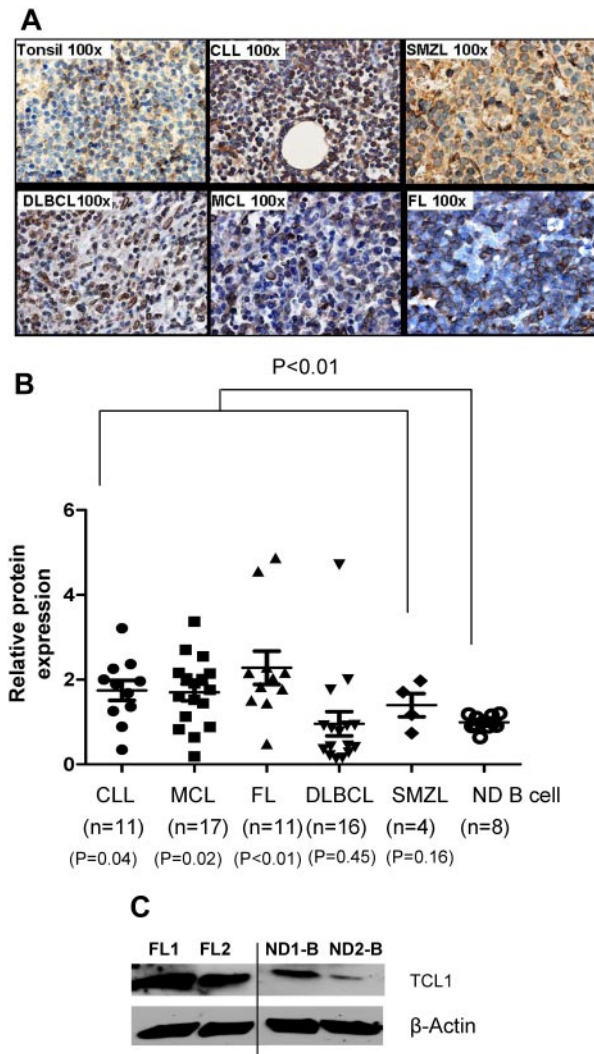 A
Tonsil 100x CLL 100x SMZL 100x
DLBCL100x MCL 100x FL 100x
P<0.01
B
Relative protein
expression
6
4
2
0
CLL MCL FL DLBCL SMZL ND B cell
(n=11) (n=17) (n=11) (n=16) (n=4) (n=8)
(P=0.04) (P=0.02) (P<0.01) (P=0.45) (P=0.16)
C
FL1 FL2 ND1-B ND2-B
TCL1
β-Actin